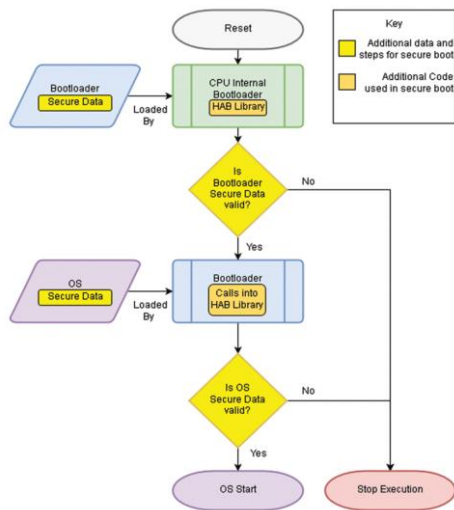 Reset
Key
Additional data and
steps for secure boot
Additional Code
used in secure boot
Bootloader
Secure Data
Loaded
By
CPU Internal
Bootloader
HAB Library
Is
Bootloader
Secure Data
valid?
No
Yes
OS
Secure Data
Loaded
By
Bootloader
Calls into
HAB Library
Is OS
Secure Data
valid?
No
Yes
OS Start
Stop Execution